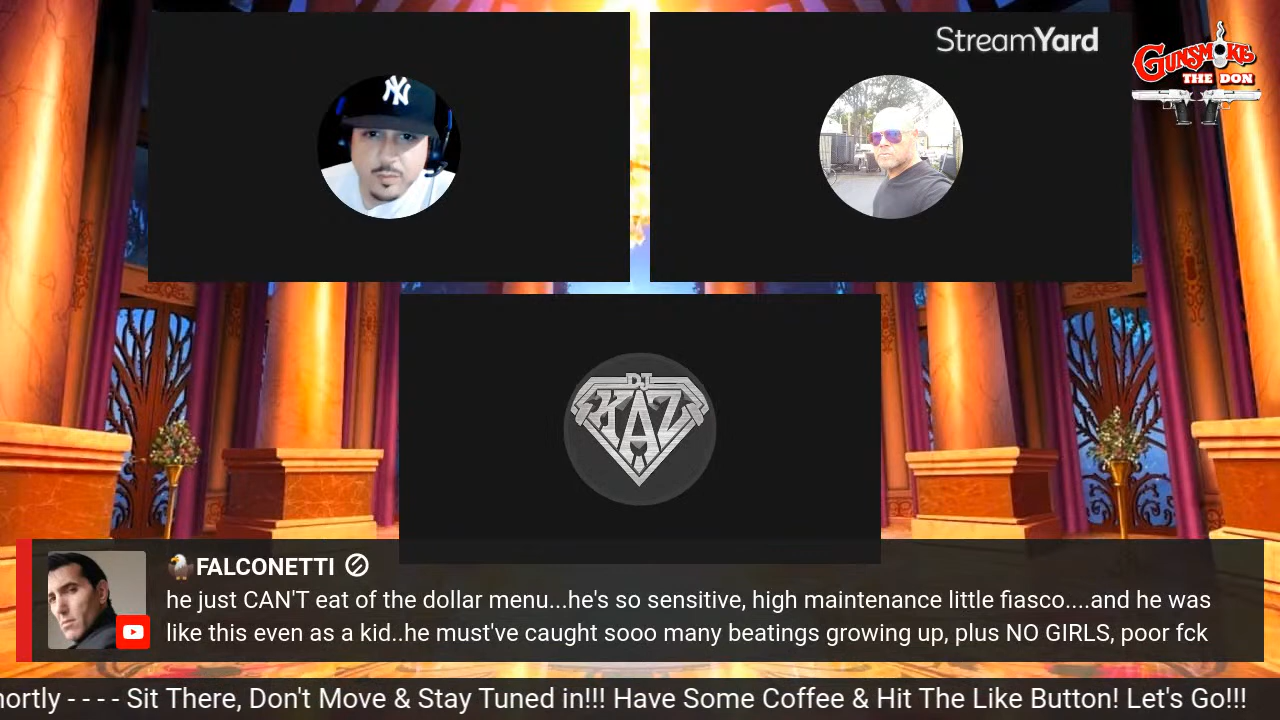 StreamYard
GUNSMOKE
THE DON
NY
DJ
KAZ
🦅FALCONETTI
he just CAN'T eat of the dollar menu...he's so sensitive, high maintenance little fiasco....and he was
like this even as a kid..he must've caught sooo many beatings growing up, plus NO GIRLS, poor fck
hortly - - - - Sit There, Don't Move & Stay Tuned in!!! Have Some Coffee & Hit The Like Button! Let's Go!!!